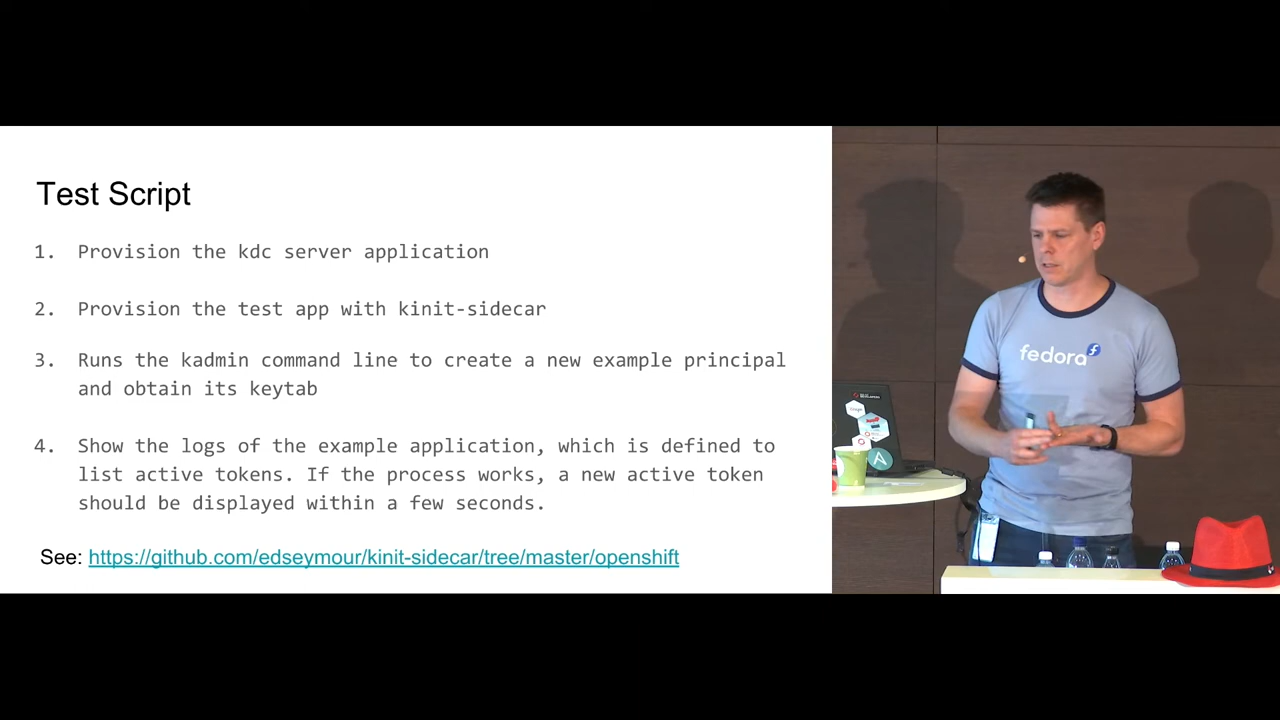 Test Script
1. Provision the kdc server application
2. Provision the test app with kinit-sidecar
3. Runs the kadmin command line to create a new example principal
and obtain its keytab
4. Show the logs of the example application, which is defined to
list active tokens. If the process works, a new active token
should be displayed within a few seconds.
See: https://github.com/edseymour/kinit-sidecar/tree/master/openshift
fedora